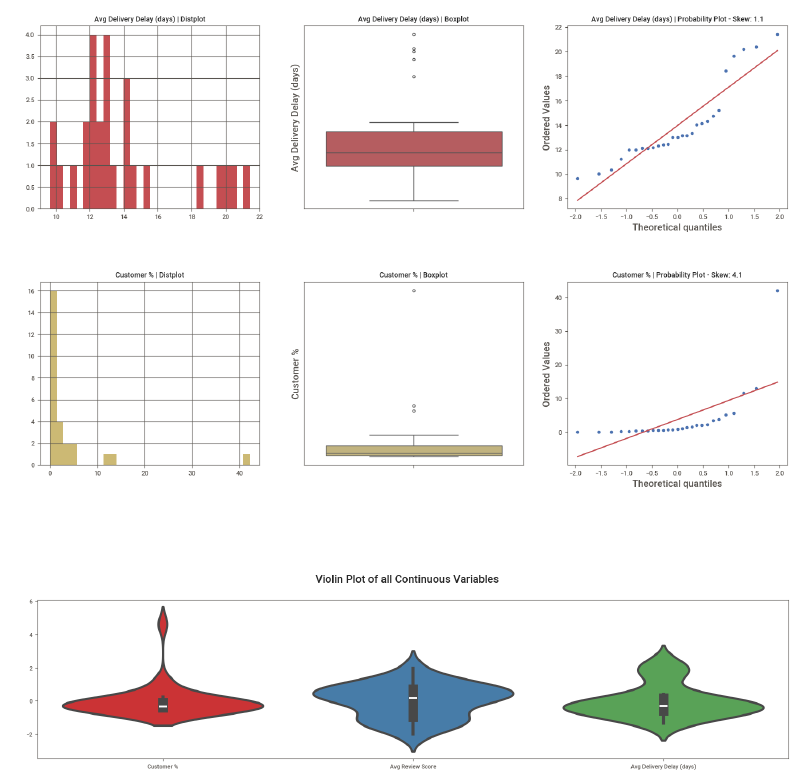 Avg Delivery Delay (days) | Distplot
Avg Delivery Delay (days) | Boxplot
Avg Delivery Delay (days) | Probability Plot - Skew: 1.1
4.0
3.5
3.0
2.5
2.0
1.5
1.0
0.5
0.0
10 12 14 16 18 20 22
Avg Delivery Delay (days)
Ordered Values
22
20
18
16
14
12
10
8
-2.0 -1.5 -1.0 -0.5 0.0 0.5 1.0 1.5 2.0
Theoretical quantiles
Customer % | Distplot
Customer % | Boxplot
Customer % | Probability Plot - Skew: 4.1
16
14
12
10
8
6
4
2
0
0 10 20 30 40
Customer %
Ordered Values
40
30
20
10
0
-2.0 -1.5 -1.0 -0.5 0.0 0.5 1.0 1.5 2.0
Theoretical quantiles
Violin Plot of all Continuous Variables
6
4
2
0
-2
Customer %
Avg Review Score
Avg Delivery Delay (days)